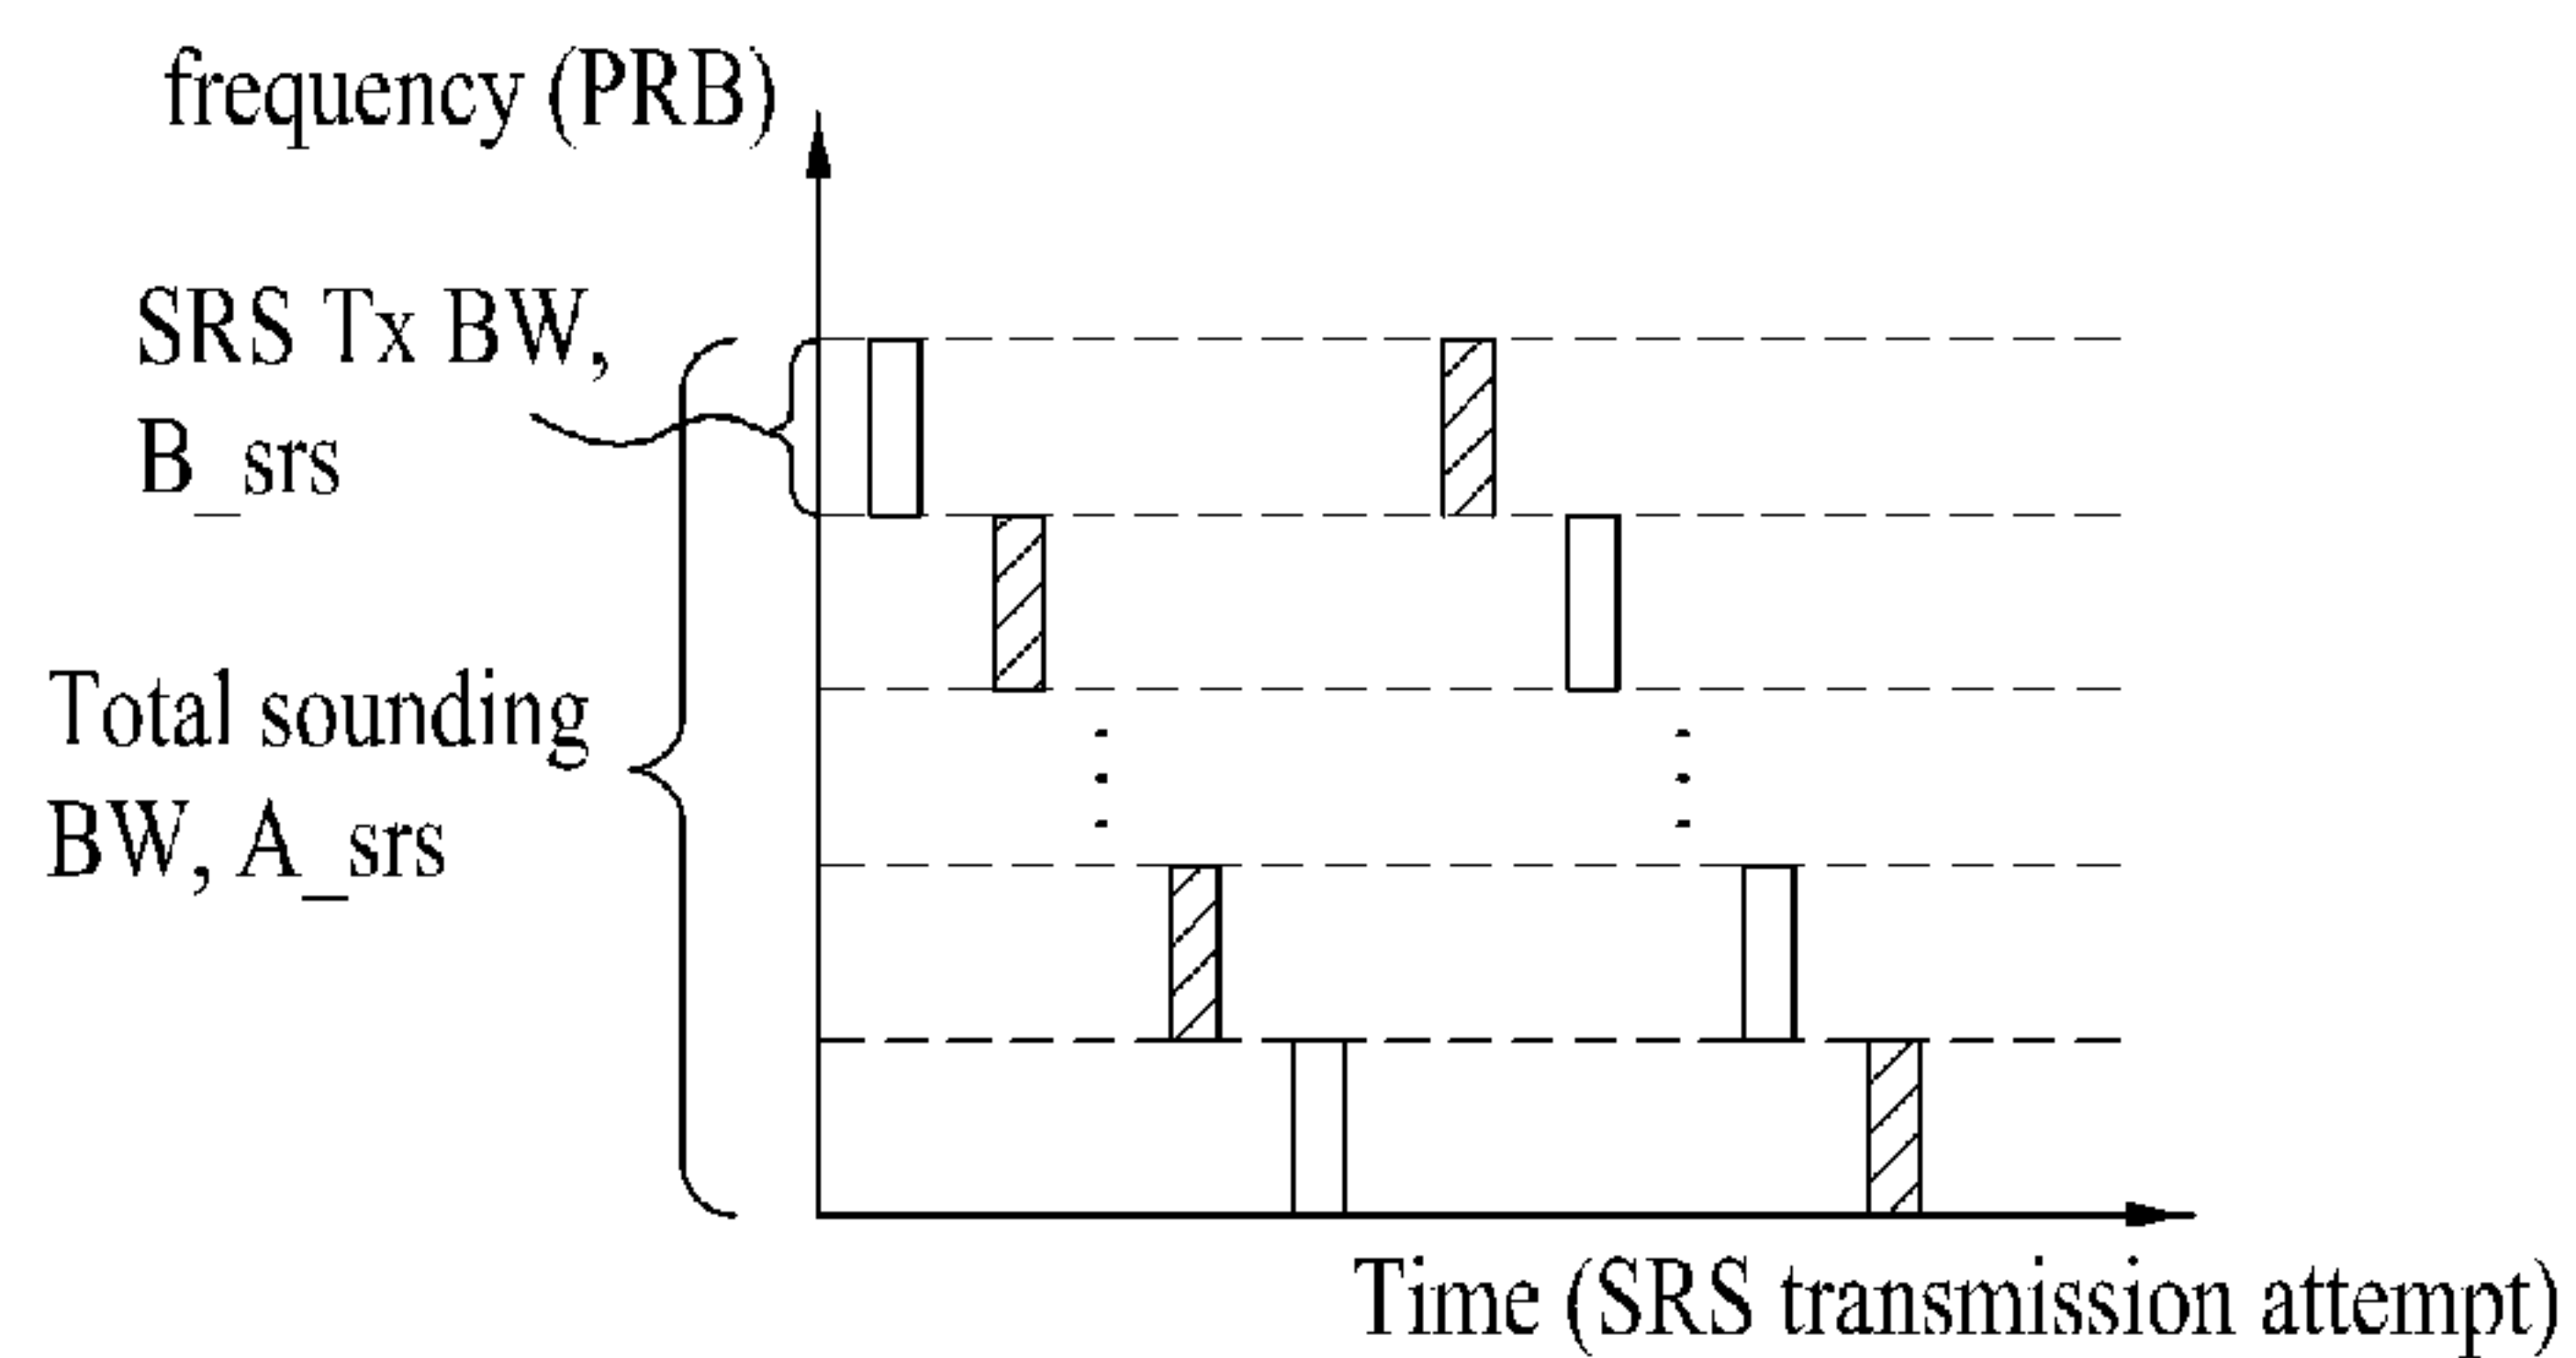 frequency (PRB)
SRS Tx BW,
B_srs
Total sounding
BW, A_srs
Time (SRS transmission attempt)